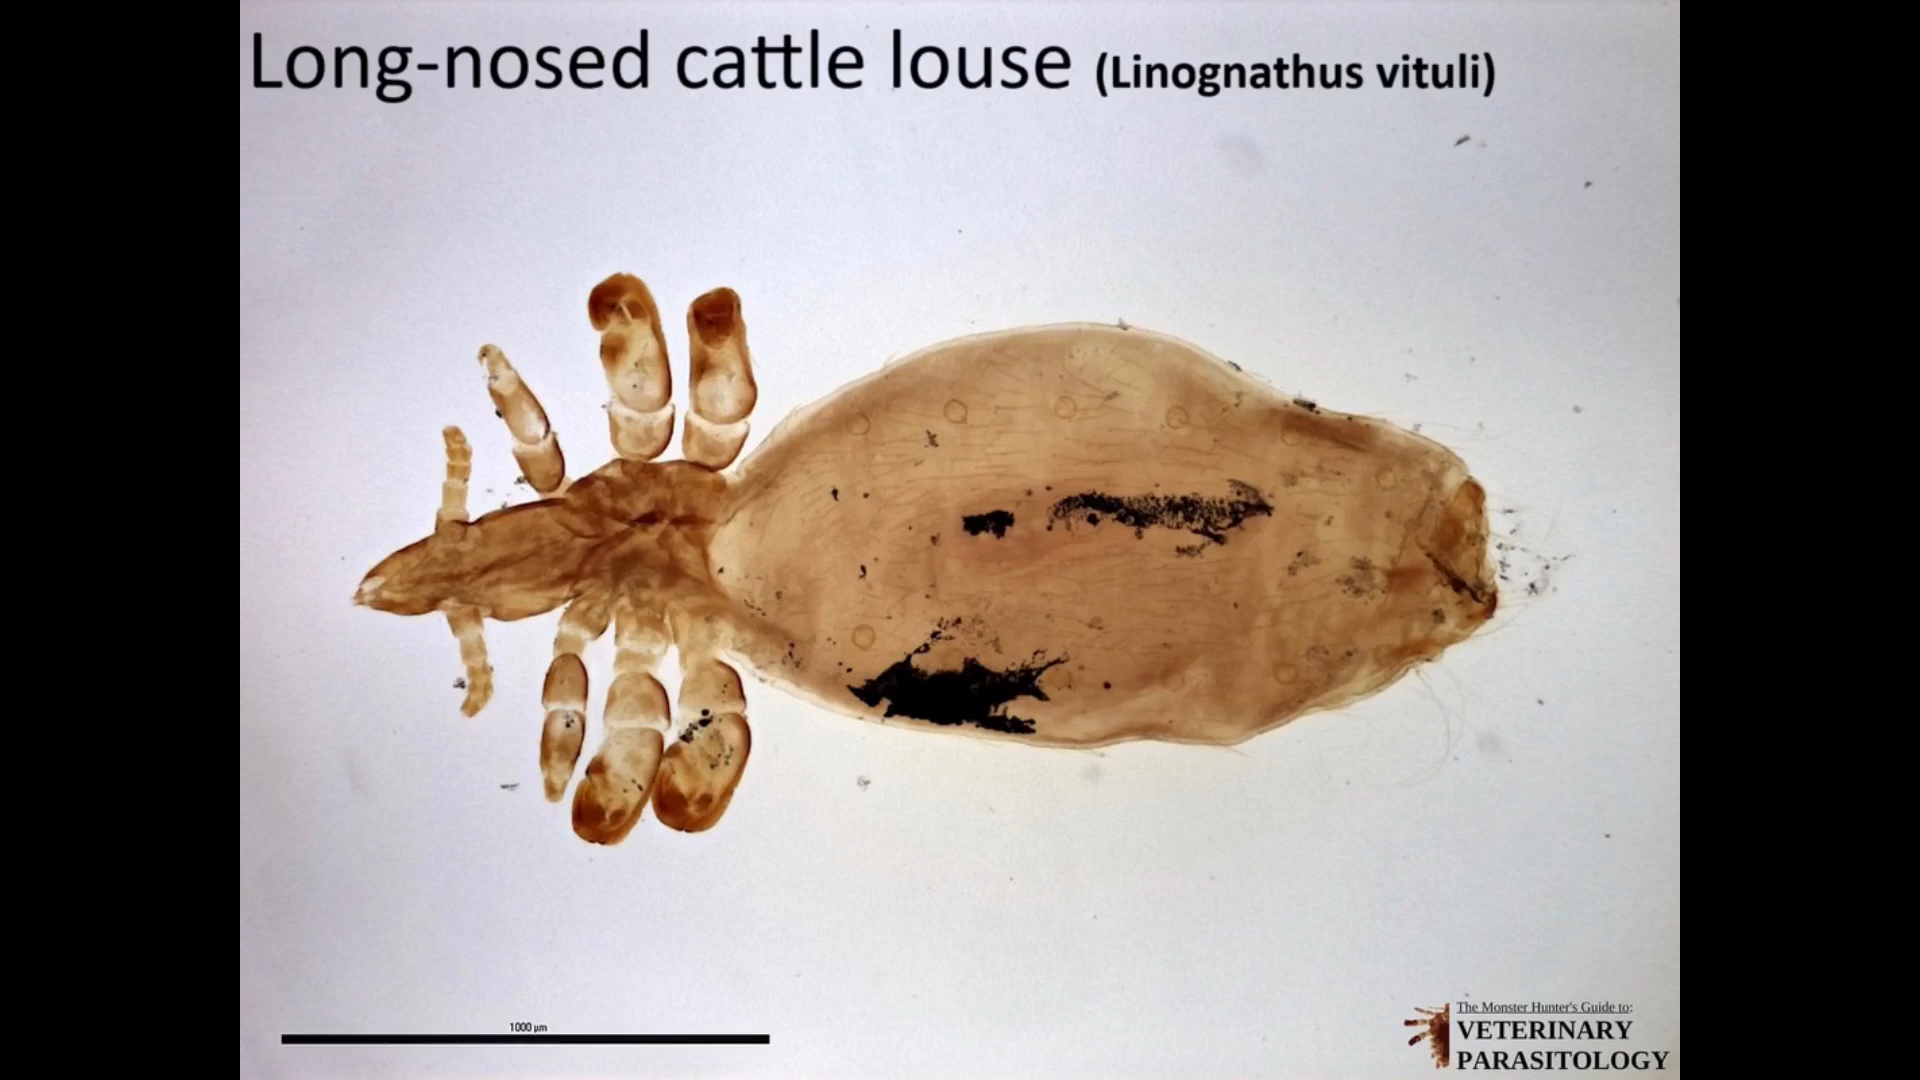 Long-nosed cattle louse (Linognathus vituli)
1000 µm
The Monster Hunter's Guide to:
VETERINARY
PARASITOLOGY